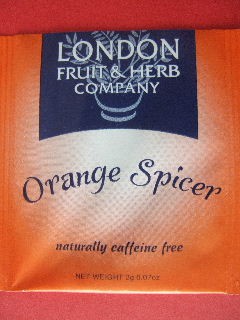 LONDON
FRUIT & HERB
COMPANY
Orange Spicer
naturally caffeine free
NET WEIGHT 2g 0.07oz